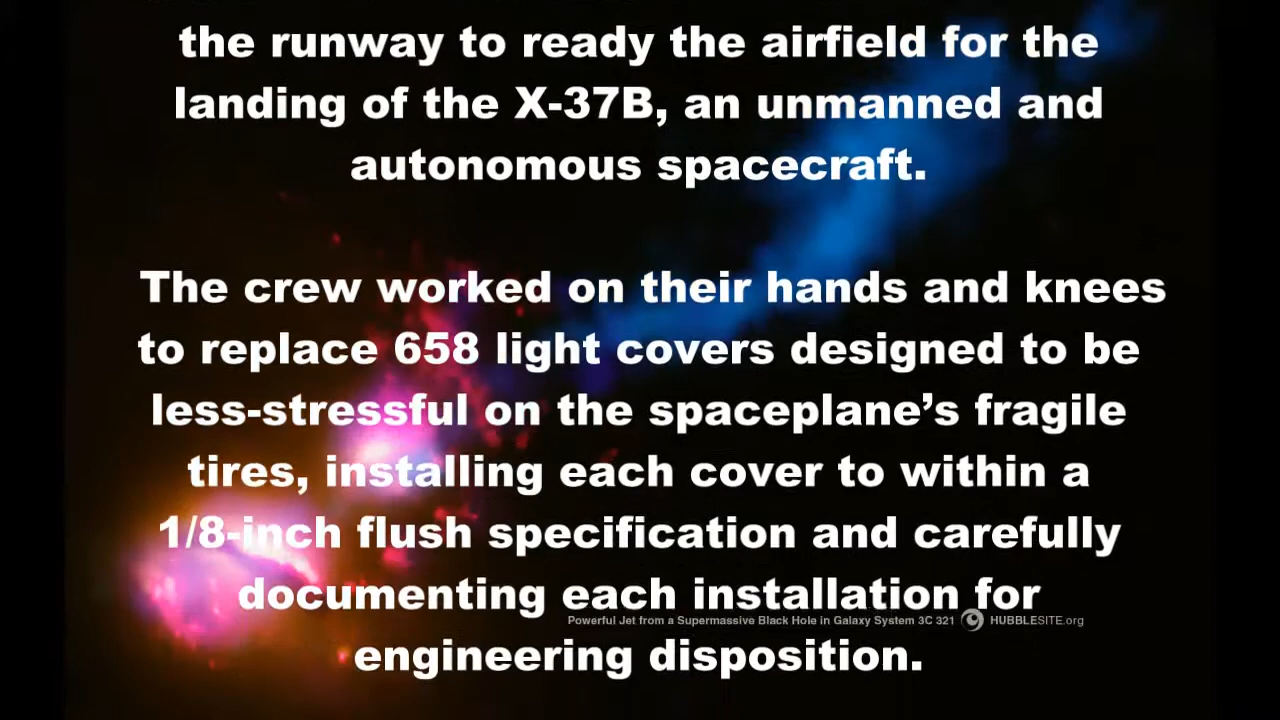 the runway to ready the airfield for the
landing of the X-37B, an unmanned and
autonomous spacecraft.
The crew worked on their hands and knees
to replace 658 light covers designed to be
less-stressful on the spaceplane’s fragile
tires, installing each cover to within a
1/8-inch flush specification and carefully
documenting each installation for
Powerful Jet from a Supermassive Black Hole in Galaxy System 3C 321 HUBBLESITE.org
engineering disposition.